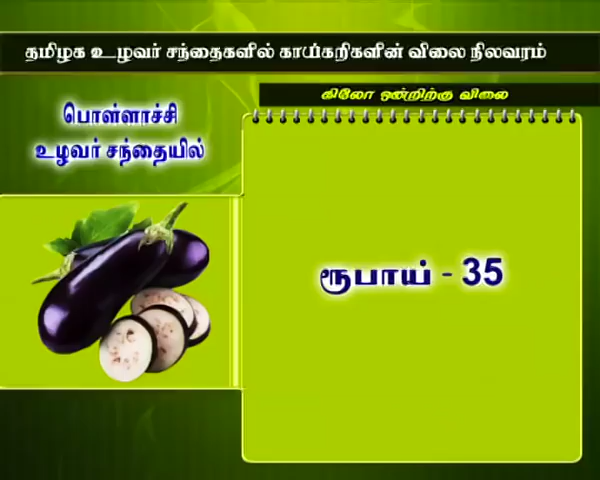 தமிழக உழவர் சந்தைகளில் காய்கறிகளின் விலை நிலவரம்
கிலோ ஒன்றிற்கு விலை
பொள்ளாச்சி
உழவர் சந்தையில்
ரூபாய் - 35